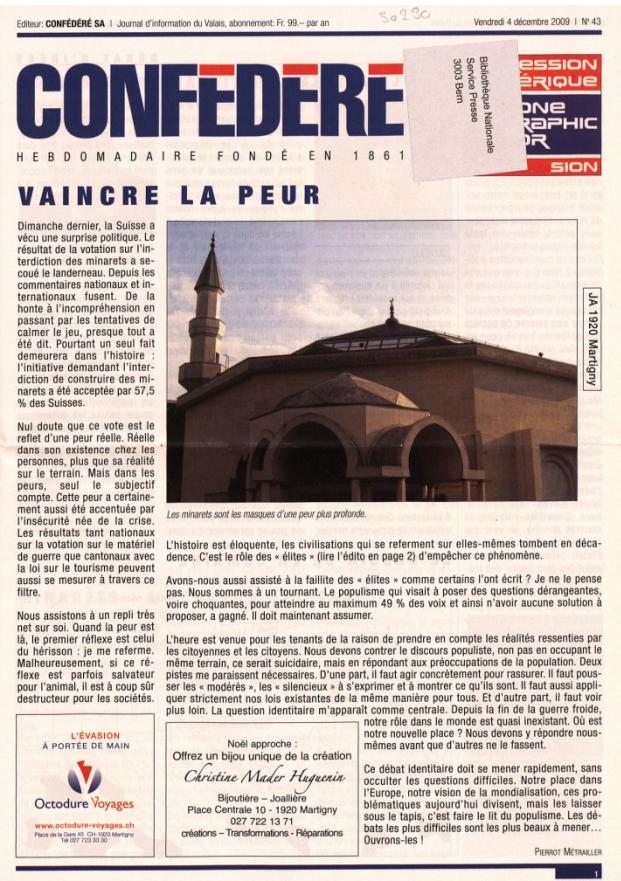 Editeur: CONFÉDÉRÉ SA | Journal d'information du Valais, abonnement: Fr. 99.– par an
Vendredi 4 décembre 2009 | N° 43
CONFÉDÉRÉ
HEBDOMADAIRE FONDÉ EN 1861
Bibliothèque Nationale
Service Presse
3003 Bern
SION
VAINCRE LA PEUR
Dimanche dernier, la Suisse a
vécu une surprise politique. Le
résultat de la votation sur l'in-
terdiction des minarets a se-
coué le landerneau. Depuis les
commentaires nationaux et in-
ternationaux fusent. De la
honte à l'incompréhension en
passant par les tentatives de
calmer le jeu, presque tout a
été dit. Pourtant un seul fait
demeurera dans l'histoire :
l'initiative demandant l'inter-
diction de construire des mi-
narets a été acceptée par 57,5
% des Suisses.
Nul doute que ce vote est le
reflet d'une peur réelle. Réelle
dans son existence chez les
personnes, plus que sa réalité
sur le terrain. Mais dans les
peurs, seul le subjectif
compte. Cette peur a certaine-
ment aussi été accentuée par
l'insécurité née de la crise.
Les résultats tant nationaux
sur la votation sur le matériel
de guerre que cantonaux avec
la loi sur le tourisme peuvent
aussi se mesurer à travers ce
filtre.
Nous assistons à un repli très
net sur soi. Quand la peur est
là, le premier réflexe est celui
du hérisson : je me referme.
Malheureusement, si ce ré-
flexe est parfois salvateur
pour l'animal, il est à coup sûr
destructeur pour les sociétés.
JA 1920 Martigny
Les minarets sont les masques d'une peur plus profonde.
L'histoire est éloquente, les civilisations qui se referment sur elles-mêmes tombent en déca-
dence. C'est le rôle des « élites » (lire l'édito en page 2) d'empêcher ce phénomène.
Avons-nous aussi assisté à la faillite des « élites » comme certains l'ont écrit ? Je ne le pense
pas. Nous sommes à un tournant. Le populisme qui visait à poser des questions dérangeantes,
voire choquantes, pour atteindre au maximum 49 % des voix et ainsi n'avoir aucune solution à
proposer, a gagné. Il doit maintenant assumer.
L'heure est venue pour les tenants de la raison de prendre en compte les réalités ressenties par
les citoyennes et les citoyens. Nous devons contrer le discours populiste, non pas en occupant le
même terrain, ce serait suicidaire, mais en répondant aux préoccupations de la population. Deux
pistes me paraissent nécessaires. D'une part, il faut agir concrètement pour rassurer. Il faut pous-
ser les « modérés », les « silencieux » à s'exprimer et à montrer ce qu'ils sont. Il faut aussi appli-
quer strictement nos lois existantes de la même manière pour tous. Et d'autre part, il faut voir
plus loin. La question identitaire m'apparaît comme centrale. Depuis la fin de la guerre froide,
notre rôle dans le monde est quasi inexistant. Où est
notre nouvelle place ? Nous devons y répondre nous-
mêmes avant que d'autres ne le fassent.
Ce débat identitaire doit se mener rapidement, sans
occulter les questions difficiles. Notre place dans
l'Europe, notre vision de la mondialisation, ces pro-
blématiques aujourd'hui divisent, mais les laisser
sous le tapis, c'est faire le lit du populisme. Les dé-
bats les plus difficiles sont les plus beaux à mener…
Ouvrons-les !
PIERROT MÉTRAILLER
L'ÉVASION
À PORTÉE DE MAIN
Octodure Voyages
www.octodure-voyages.ch
Place de la Gare 45 CH-1920 Martigny
Tél 027 723 33 30
Noël approche :
Offrez un bijou unique de la création
Christine Mader Huguenin
Bijoutière – Joallière
Place Centrale 10 - 1920 Martigny
027 722 13 71
créations – Transformations - Réparations
1